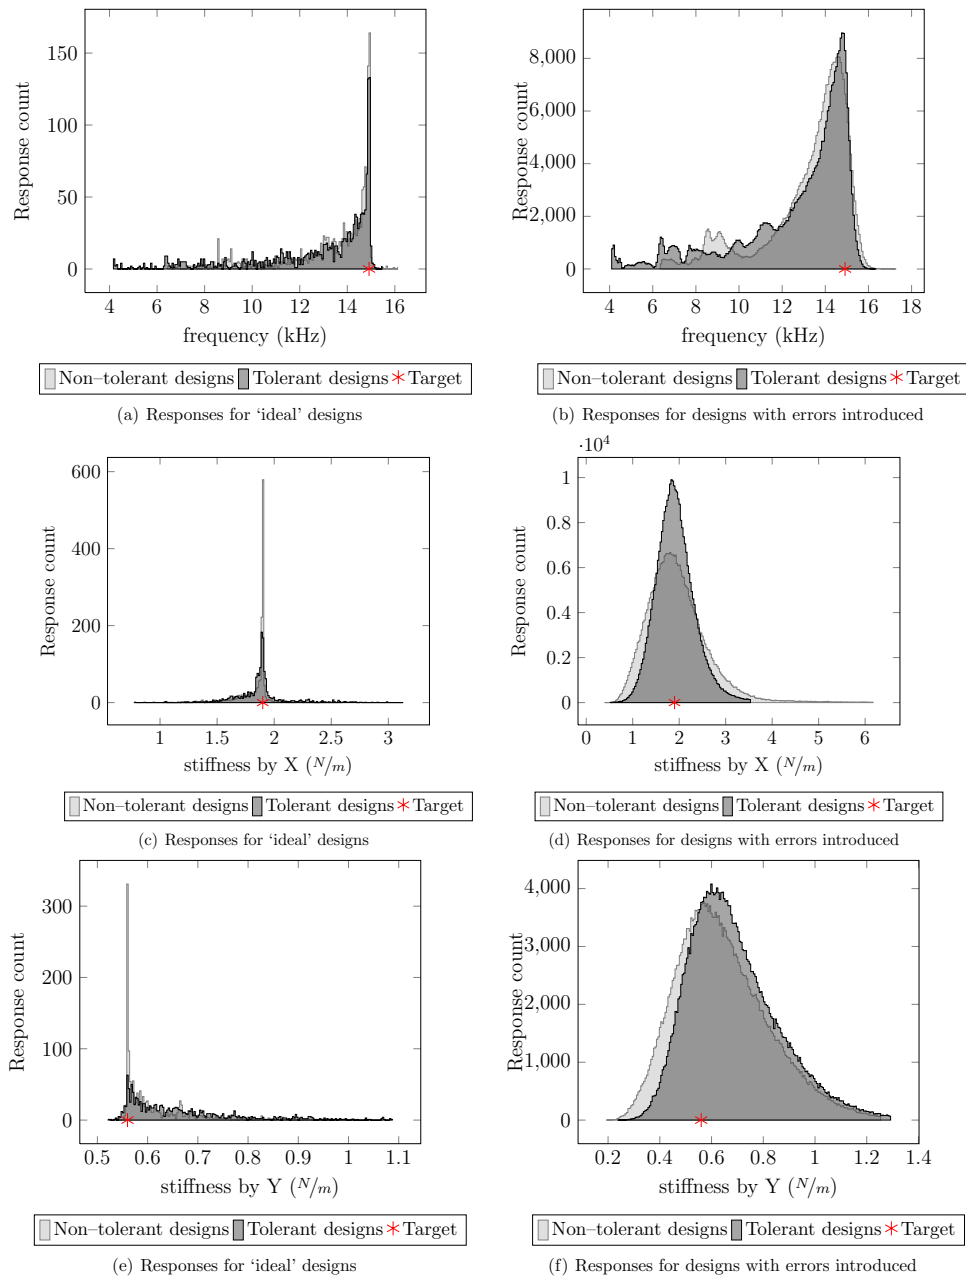 150
100
50
0
Response count
4 6 8 10 12 14 16
frequency (kHz)
Non–tolerant designs Tolerant designs Target
(a) Responses for ‘ideal’ designs
8,000
6,000
4,000
2,000
0
Response count
4 6 8 10 12 14 16 18
frequency (kHz)
Non–tolerant designs Tolerant designs Target
(b) Responses for designs with errors introduced
600
400
200
0
Response count
1 1.5 2 2.5 3
stiffness by X (N/m)
Non–tolerant designs Tolerant designs Target
(c) Responses for ‘ideal’ designs
·10⁴
1
0.8
0.6
0.4
0.2
0
Response count
0 1 2 3 4 5 6
stiffness by X (N/m)
Non–tolerant designs Tolerant designs Target
(d) Responses for designs with errors introduced
300
200
100
0
Response count
0.5 0.6 0.7 0.8 0.9 1 1.1
stiffness by Y (N/m)
Non–tolerant designs Tolerant designs Target
(e) Responses for ‘ideal’ designs
4,000
3,000
2,000
1,000
0
Response count
0.2 0.4 0.6 0.8 1 1.2 1.4
stiffness by Y (N/m)
Non–tolerant designs Tolerant designs Target
(f) Responses for designs with errors introduced